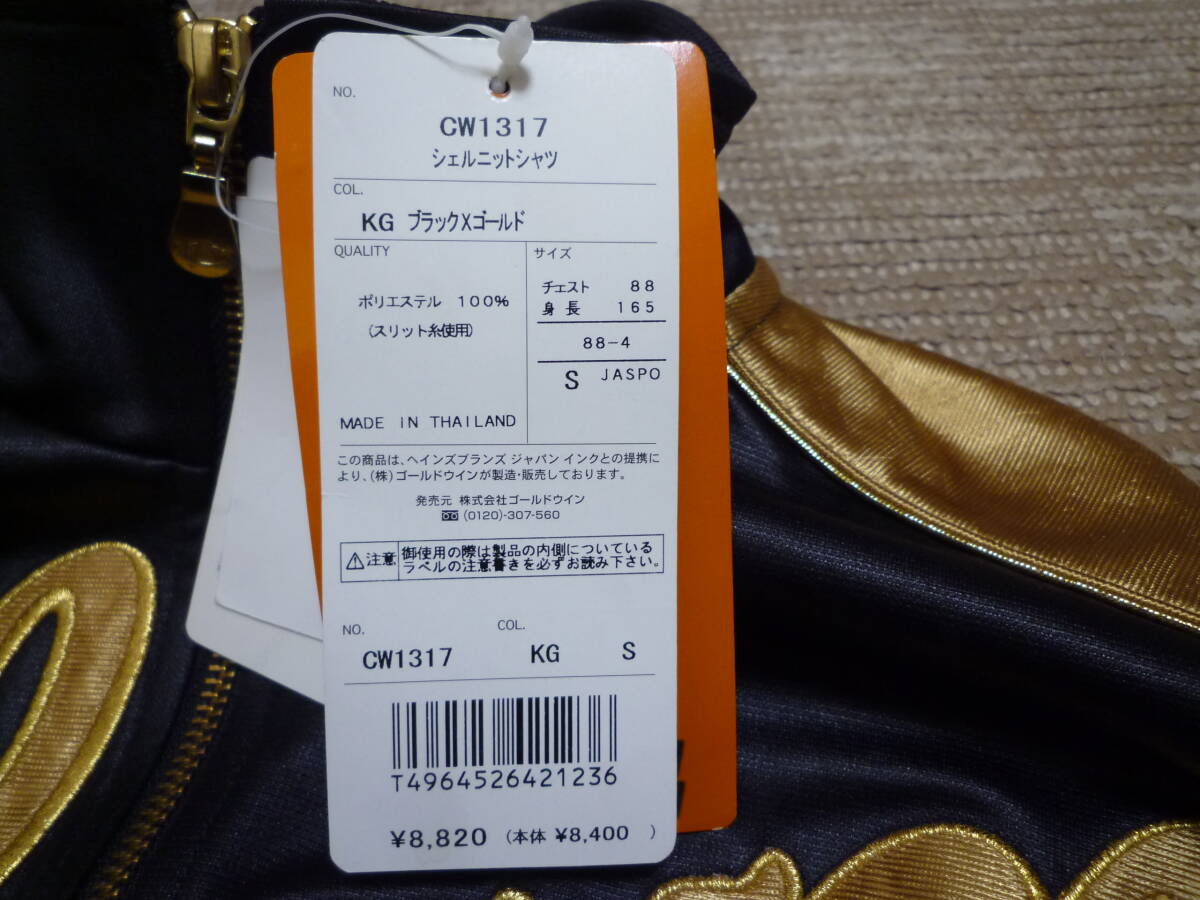 NO.
CW1317
シェルニットシャツ
COL.
KG ブラックXゴールド
QUALITY
ポリエステル 100%
(スリット糸使用)
MADE IN THAILAND
サイズ
チェスト 88
身長 165
88-4
S JASPO
この商品は、ヘインズブランズ ジャパン インクとの提携に
より、(株)ゴールドウインが製造・販売しております。
発売元 株式会社ゴールドウイン
(0120)-307-560
注意 御使用の際は製品の内側についている
ラベルの注意書きを必ずお読み下さい。
NO. COL.
CW1317 KG S
T4964526421236
¥8,820 (本体 ¥8,400 )